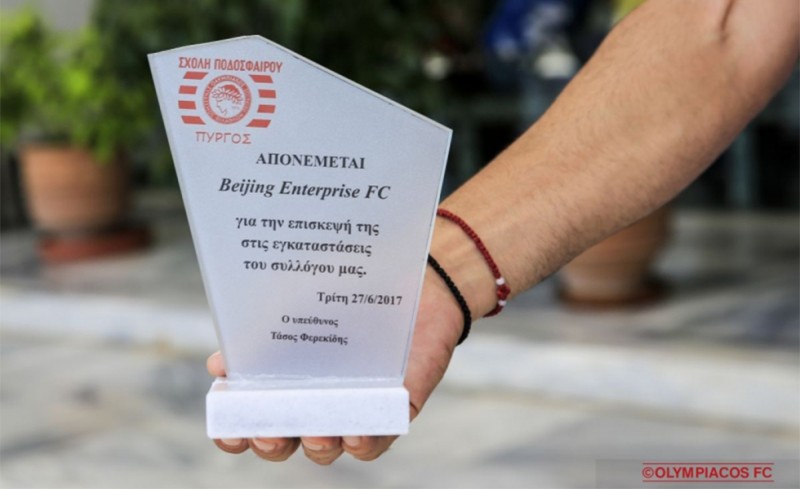 ΣΧΟΛΗ ΠΟΔΟΣΦΑΙΡΟΥ
ΠΥΡΓΟΣ
ΑΠΟΝΕΜΕΤΑΙ
Beijing Enterprise FC
για την επισκεψή της
στις εγκαταστάσεις
του συλλόγου μας.
Τρίτη 27/6/2017
Ο υπεύθυνος
Τάσος Φερεκίδης
©OLYMPIACOS FC